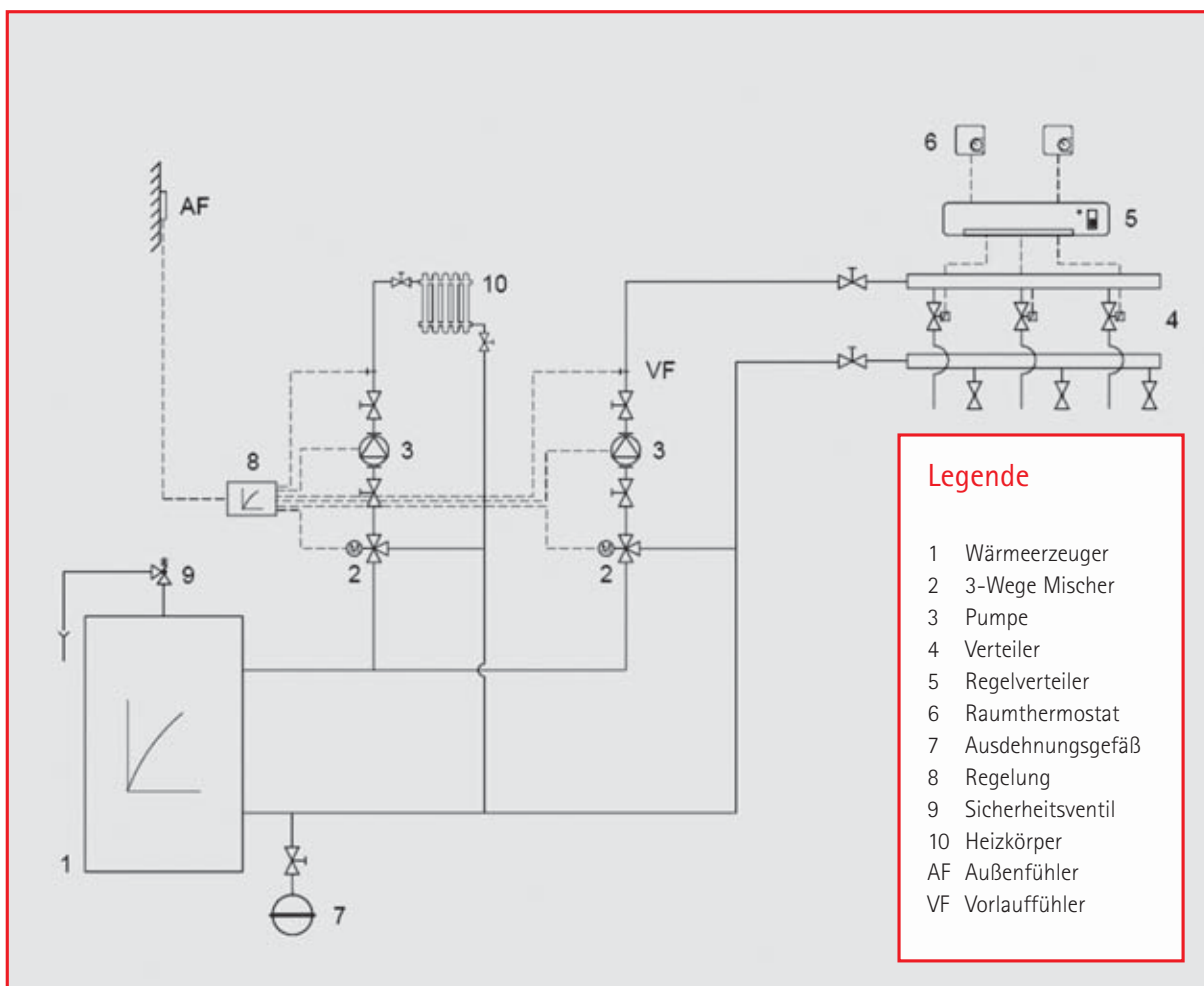 6
AF
5
10
4
VF
3
3
8
2
2
9
1
7
M
M
Legende
1 Wärmeerzeuger
2 3-Wege Mischer
3 Pumpe
4 Verteiler
5 Regelverteiler
6 Raumthermostat
7 Ausdehnungsgefäß
8 Regelung
9 Sicherheitsventil
10 Heizkörper
AF Außenfühler
VF Vorlauffühler